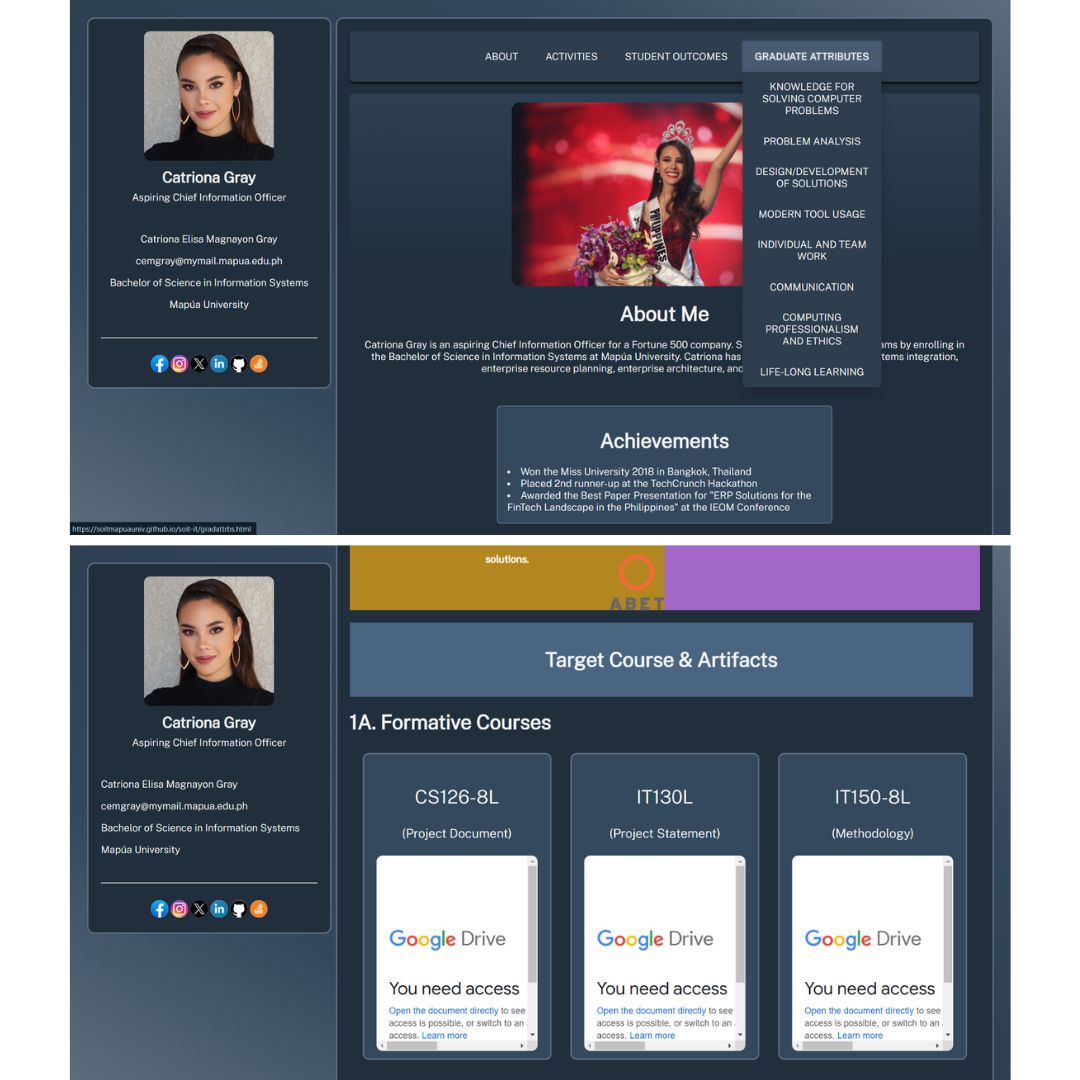 Catriona Gray
Aspiring Chief Information Officer
Catriona Elisa Magnayon Gray
cemgray@mymail.mapua.edu.ph
Bachelor of Science in Information Systems
Mapúa University
ABOUT
ACTIVITIES
STUDENT OUTCOMES
GRADUATE ATTRIBUTES
KNOWLEDGE FOR
SOLVING COMPUTER
PROBLEMS
PROBLEM ANALYSIS
DESIGN/DEVELOPMENT
OF SOLUTIONS
MODERN TOOL USAGE
INDIVIDUAL AND TEAM
WORK
COMMUNICATION
COMPUTING
PROFESSIONALISM
AND ETHICS
LIFE-LONG LEARNING
PHILIPPINES
About Me
Catriona Gray is an aspiring Chief Information Officer for a Fortune 500 company. by enrolling in
the Bachelor of Science in Information Systems at Mapúa University. Catriona has integration,
enterprise resource planning, enterprise architecture,
Achievements
• Won the Miss University 2018 in Bangkok, Thailand
• Placed 2nd runner-up at the TechCrunch Hackathon
• Awarded the Best Paper Presentation for "ERP Solutions for the
FinTech Landscape in the Philippines" at the IEOM Conference
https://soitmapuauniv.github.io/soit-it/gradattrbs.html
Catriona Gray
Aspiring Chief Information Officer
Catriona Elisa Magnayon Gray
cemgray@mymail.mapua.edu.ph
Bachelor of Science in Information Systems
Mapúa University
solutions.
ABET
Target Course & Artifacts
1A. Formative Courses
CS126-8L
(Project Document)
Google Drive
You need access
Open the document directly to see
access is possible, or switch to an
access. Learn more
IT130L
(Project Statement)
Google Drive
You need access
Open the document directly to see
access is possible, or switch to an
access. Learn more
IT150-8L
(Methodology)
Google Drive
You need access
Open the document directly to see
access is possible, or switch to an
access. Learn more